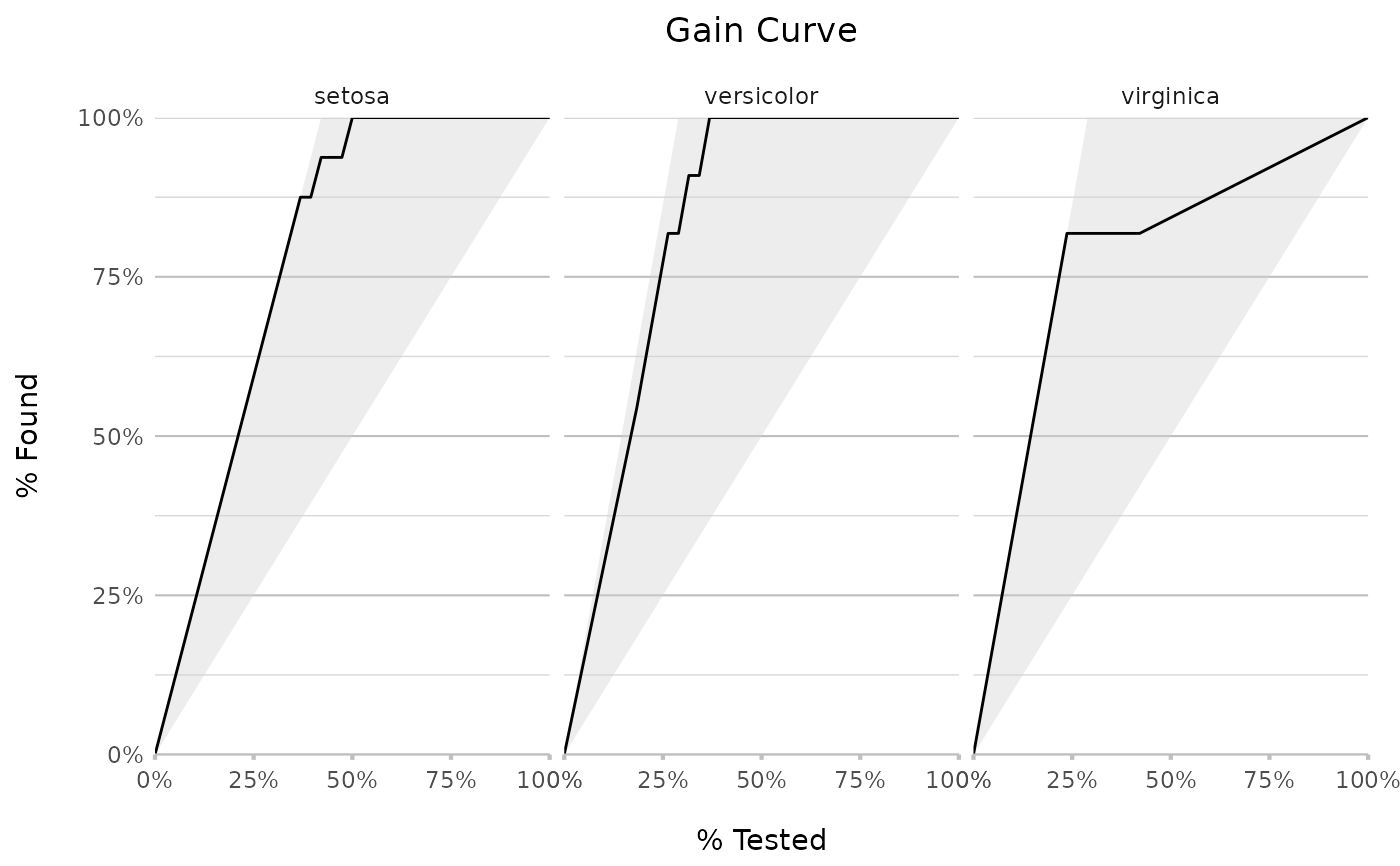 Gain Curve
setosa versicolor virginica
100%
75%
50%
25%
0%
% Found
0% 25% 50% 75% 100% 0% 25% 50% 75% 100% 0% 25% 50% 75% 100%
% Tested